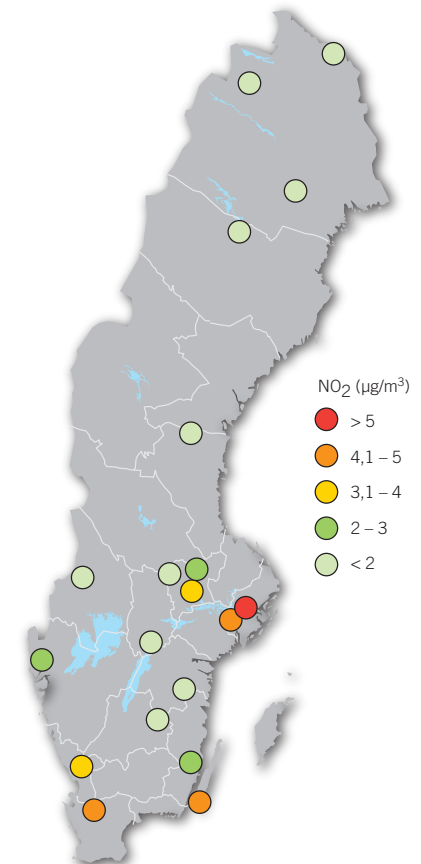 NO₂ (µg/m³)
> 5
4,1 – 5
3,1 – 4
2 – 3
< 2